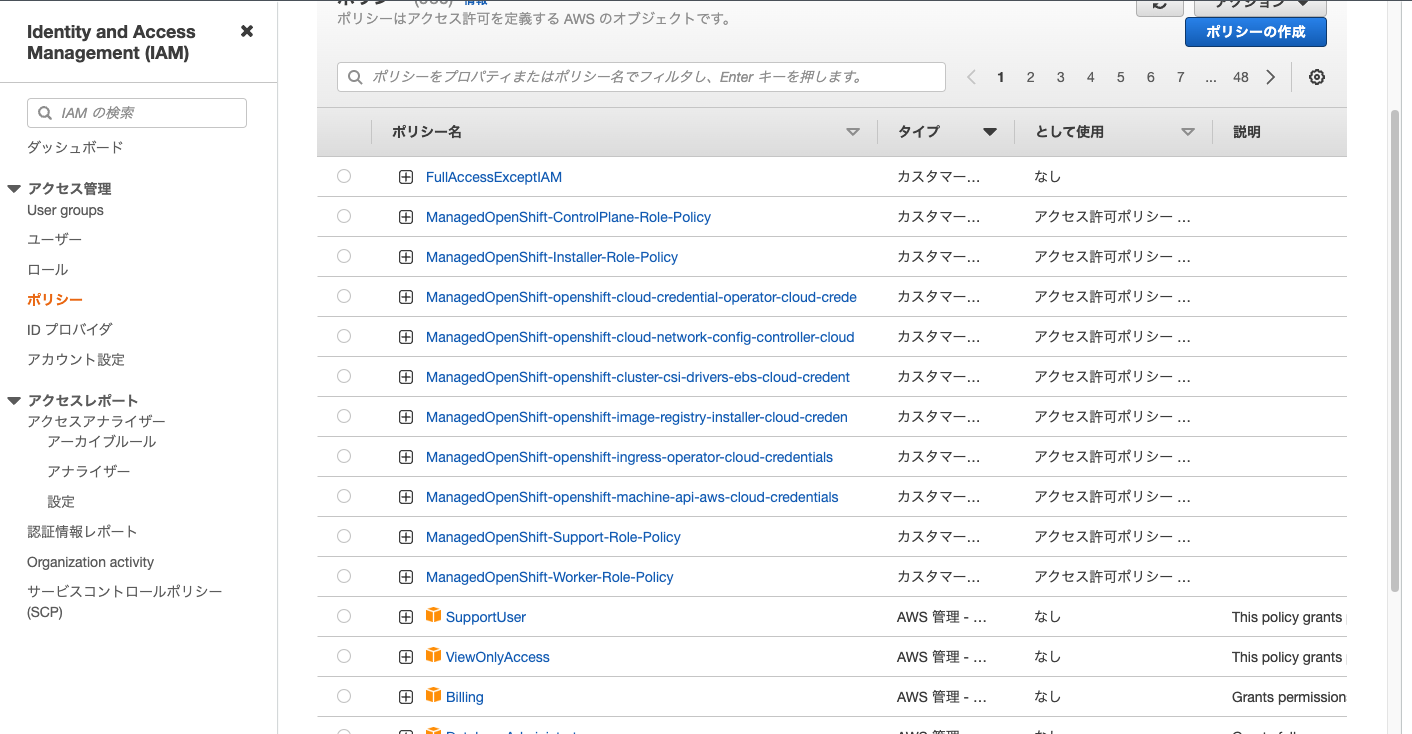 Identity and Access
Management (IAM)
IAM の検索
ダッシュボード
アクセス管理
User groups
ユーザー
ロール
ポリシー
ID プロバイダ
アカウント設定
アクセスレポート
アクセスアナライザー
アーカイブルール
アナライザー
設定
認証情報レポート
Organization activity
サービスコントロールポリシー
(SCP)
ポリシー 情報
アクション
ポリシーはアクセス許可を定義する AWS のオブジェクトです。
ポリシーの作成
ポリシーをプロパティまたはポリシー名でフィルタし、Enter キーを押します。
1 2 3 4 5 6 7 ... 48
ポリシー名 タイプ として使用 説明
FullAccessExceptIAM カスタマー... なし
ManagedOpenShift-ControlPlane-Role-Policy カスタマー... アクセス許可ポリシー ...
ManagedOpenShift-Installer-Role-Policy カスタマー... アクセス許可ポリシー ...
ManagedOpenShift-openshift-cloud-credential-operator-cloud-crede カスタマー... アクセス許可ポリシー ...
ManagedOpenShift-openshift-cloud-network-config-controller-cloud カスタマー... アクセス許可ポリシー ...
ManagedOpenShift-openshift-cluster-csi-drivers-ebs-cloud-credent カスタマー... アクセス許可ポリシー ...
ManagedOpenShift-openshift-image-registry-installer-cloud-creden カスタマー... アクセス許可ポリシー ...
ManagedOpenShift-openshift-ingress-operator-cloud-credentials カスタマー... アクセス許可ポリシー ...
ManagedOpenShift-openshift-machine-api-aws-cloud-credentials カスタマー... アクセス許可ポリシー ...
ManagedOpenShift-Support-Role-Policy カスタマー... アクセス許可ポリシー ...
ManagedOpenShift-Worker-Role-Policy カスタマー... アクセス許可ポリシー ...
SupportUser AWS 管理 - ... なし This policy grants
ViewOnlyAccess AWS 管理 - ... なし This policy grants
Billing AWS 管理 - ... なし Grants permission